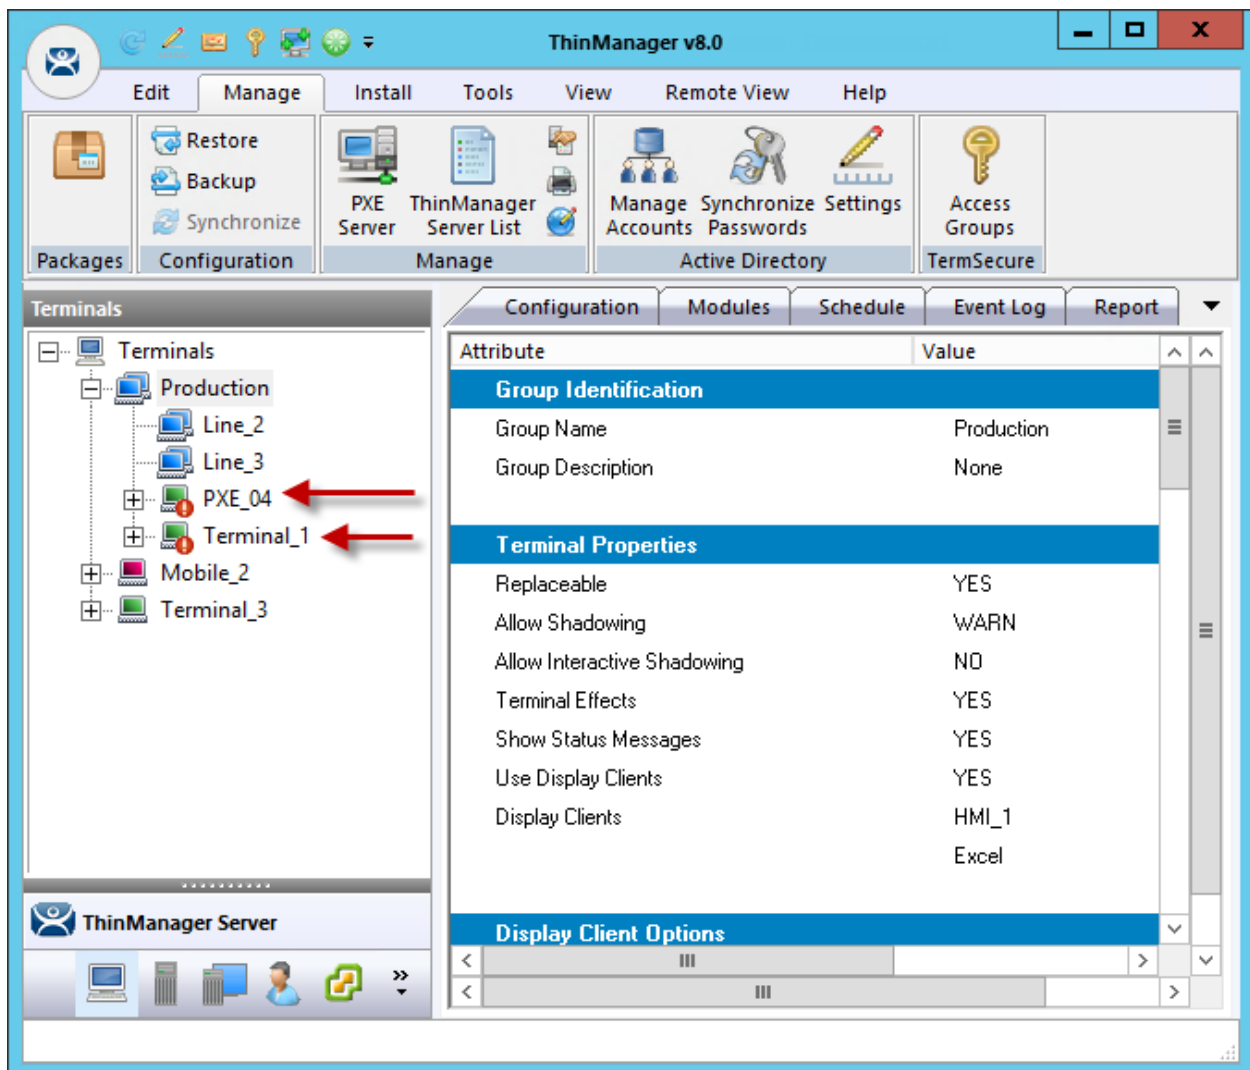 ThinManager v8.0
Edit Manage Install Tools View Remote View Help
Restore
Backup
Synchronize
PXE Server
ThinManager Server List
Manage Accounts
Synchronize Passwords
Settings
Access Groups
Packages Configuration Manage Active Directory TermSecure
Terminals
Terminals
Production
Line_2
Line_3
PXE_04
Terminal_1
Mobile_2
Terminal_3
ThinManager Server
Configuration Modules Schedule Event Log Report
Attribute Value
Group Identification
Group Name Production
Group Description None
Terminal Properties
Replaceable YES
Allow Shadowing WARN
Allow Interactive Shadowing NO
Terminal Effects YES
Show Status Messages YES
Use Display Clients YES
Display Clients HMI_1
Excel
Display Client Options